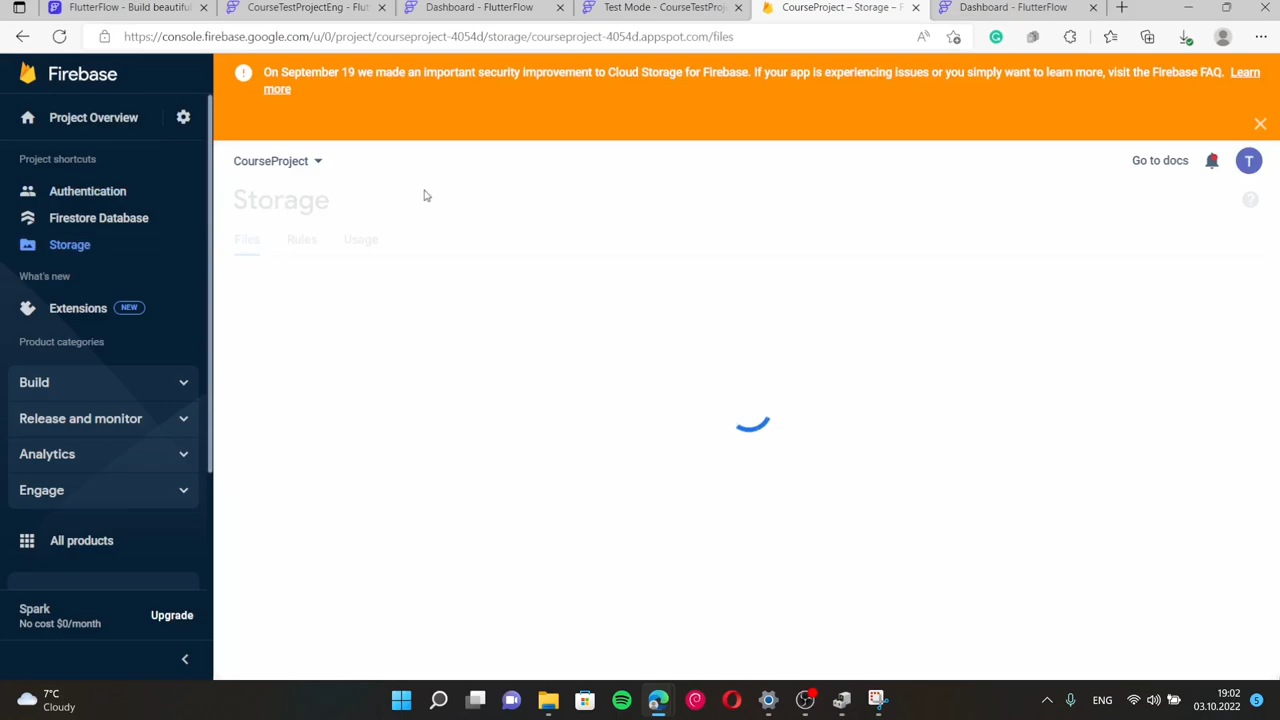 FlutterFlow - Build beautiful
CourseTestProjectEng - Flut
Dashboard - FlutterFlow
Test Mode - CourseTestProj
CourseProject – Storage – F
Dashboard - FlutterFlow
https://console.firebase.google.com/u/0/project/courseproject-4054d/storage/courseproject-4054d.appspot.com/files
Firebase
On September 19 we made an important security improvement to Cloud Storage for Firebase. If your app is experiencing issues or you simply want to learn more, visit the Firebase FAQ. Learn
more
Project Overview
CourseProject
Go to docs
T
Project shortcuts
Authentication
Storage
Firestore Database
Files Rules Usage
Storage
What's new
Extensions NEW
Product categories
Build
Release and monitor
Analytics
Engage
All products
Spark
No cost $0/month
Upgrade
7°C
Cloudy
ENG
19:02
03.10.2022
5